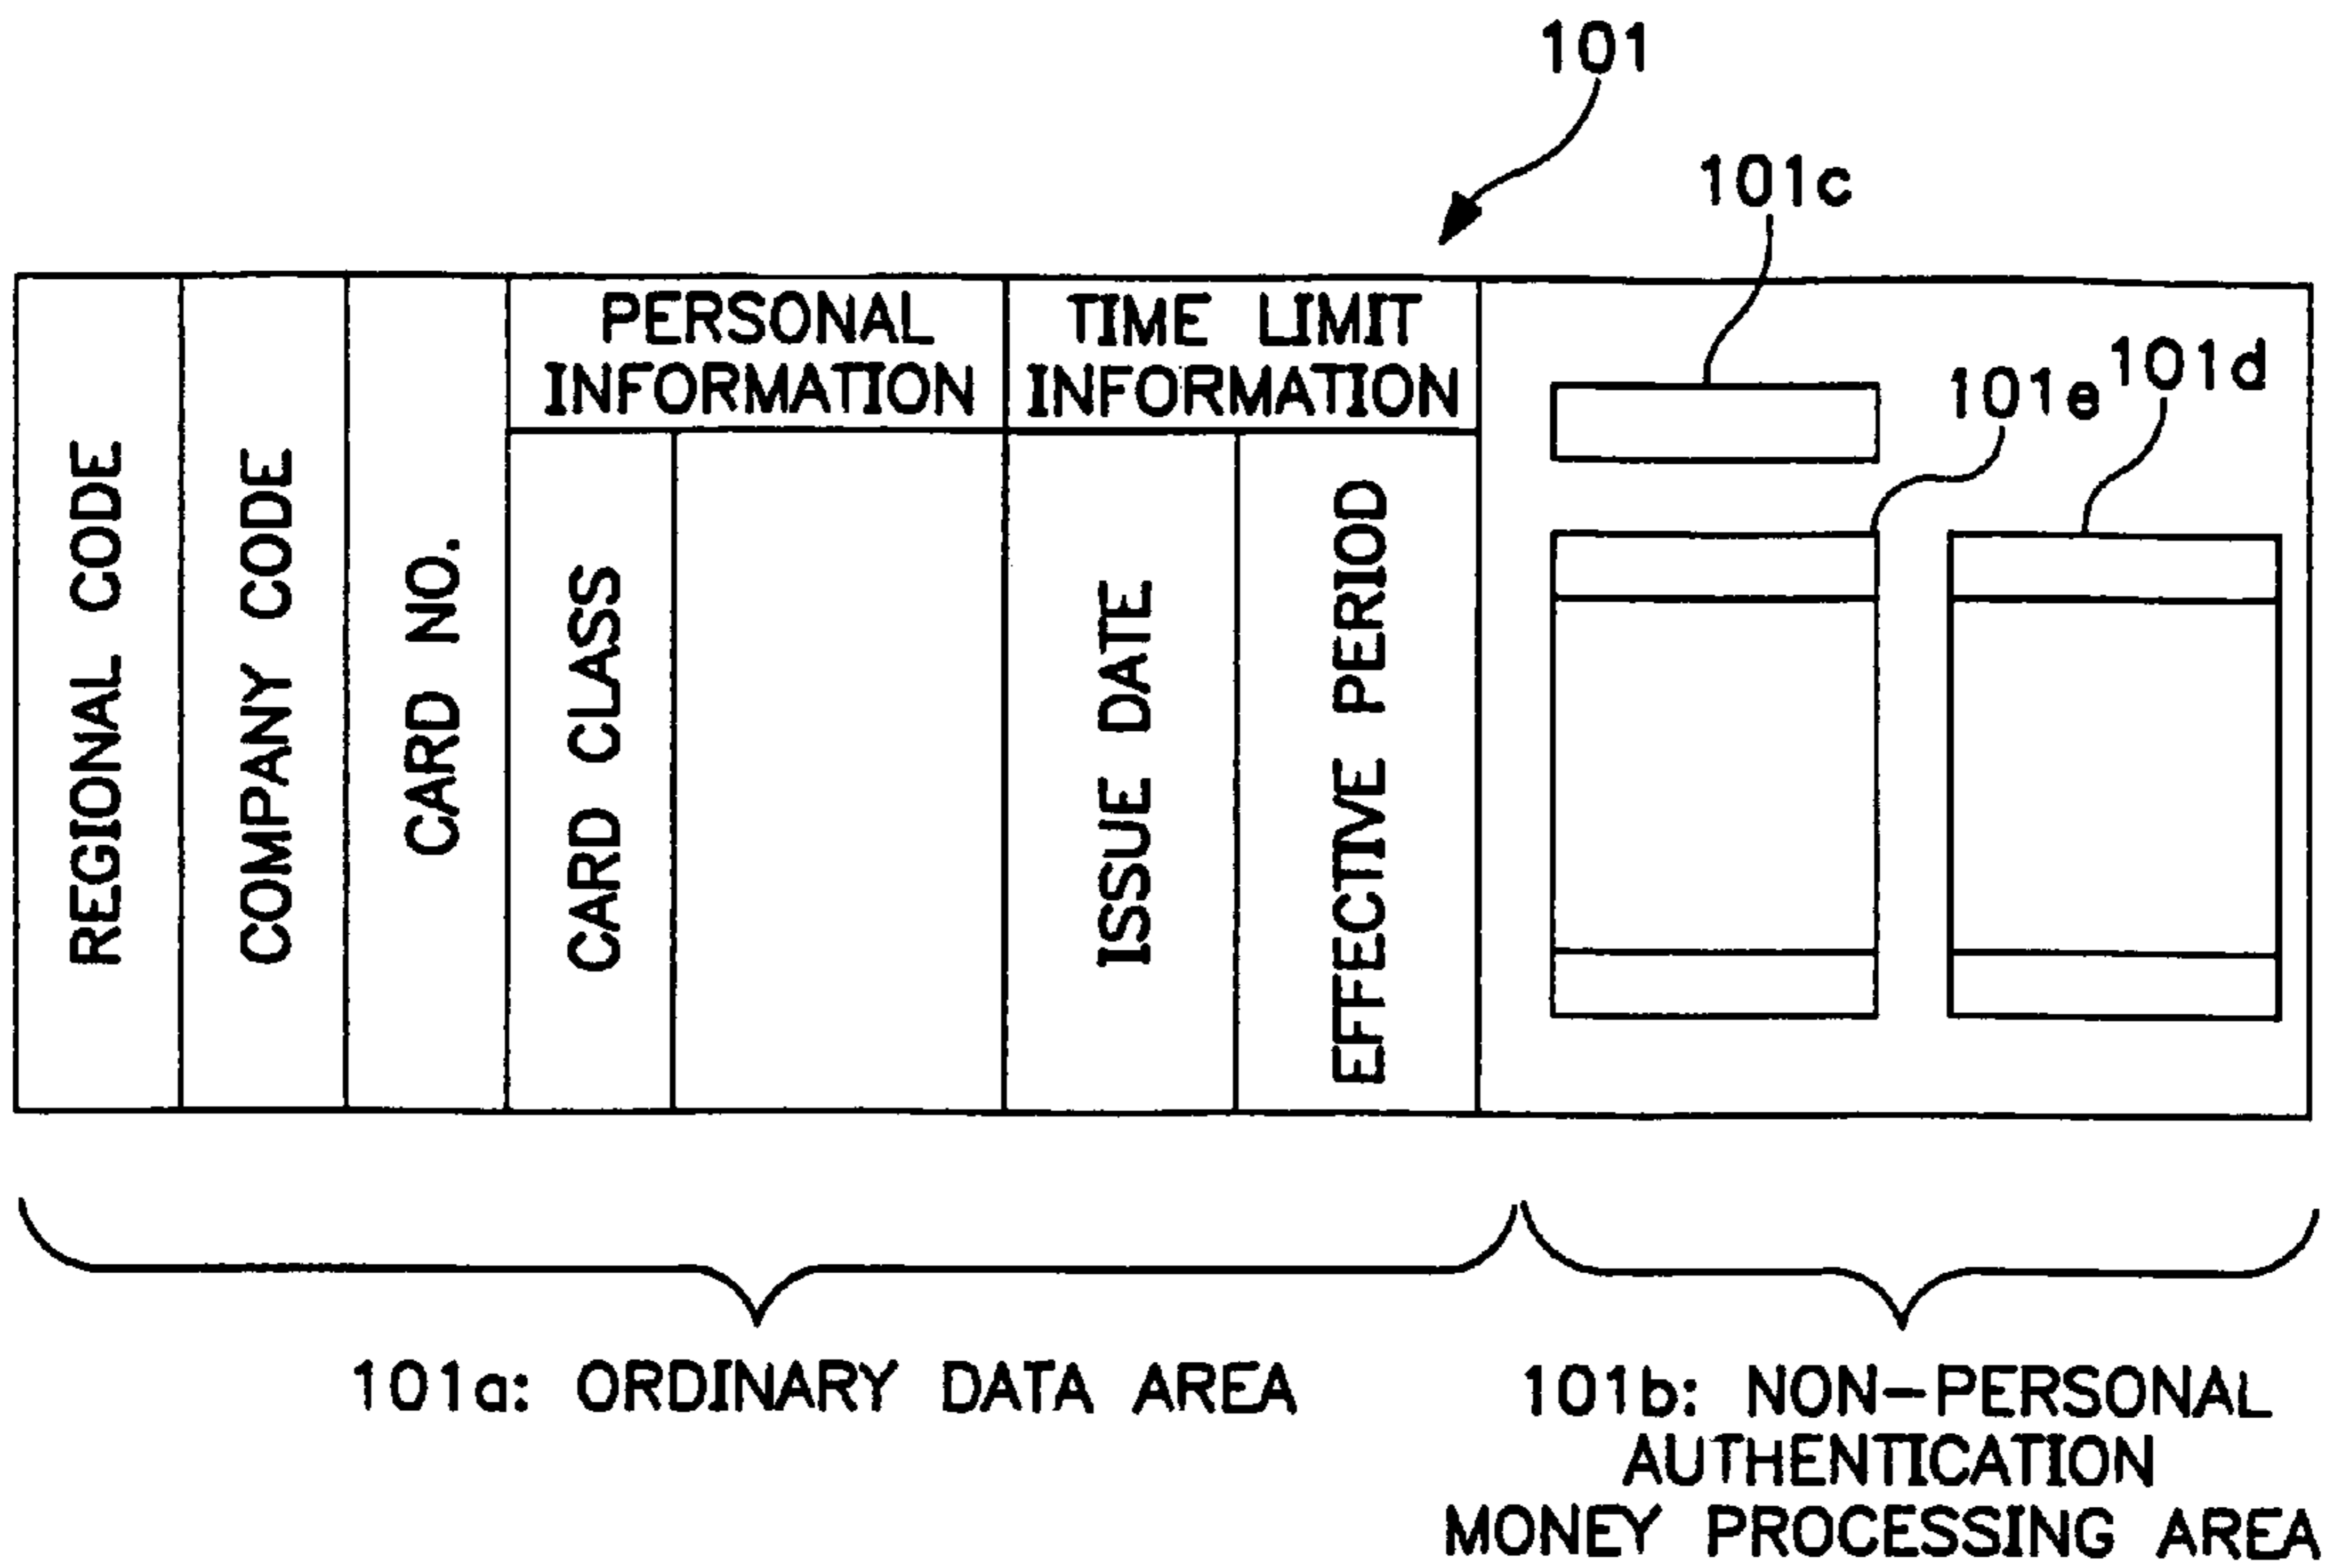 101
101c
101e
101d
PERSONAL
INFORMATION
TIME LIMIT
INFORMATION
REGIONAL CODE
COMPANY CODE
CARD NO.
CARD CLASS
ISSUE DATE
EFFECTIVE PERIOD
101a: ORDINARY DATA AREA
101b: NON-PERSONAL
AUTHENTICATION
MONEY PROCESSING AREA